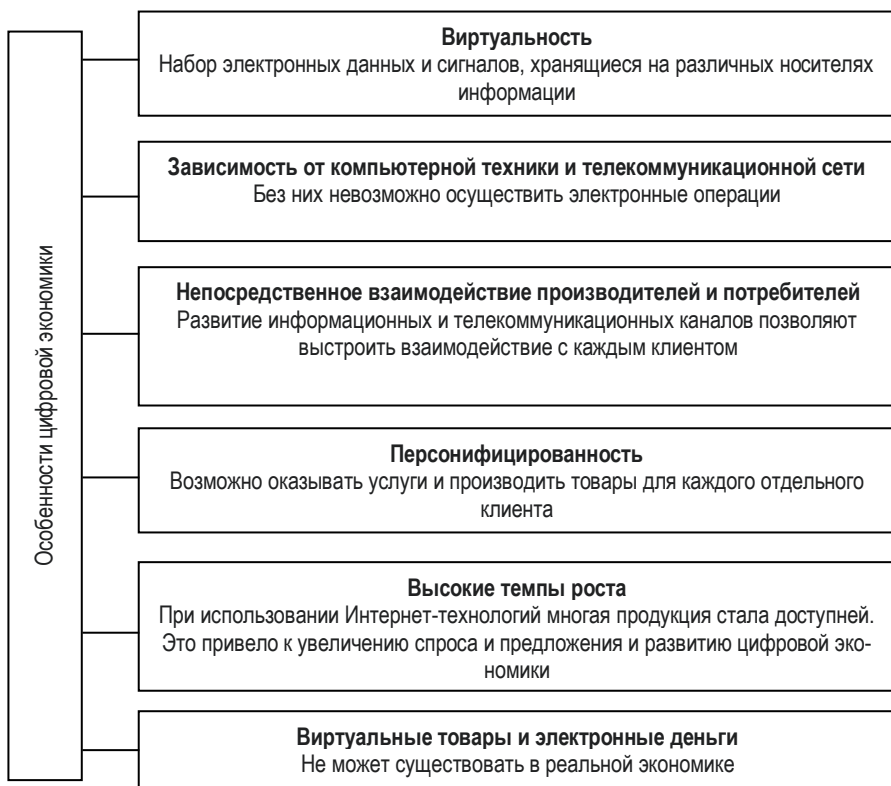 Особенности цифровой экономики
Виртуальность
Набор электронных данных и сигналов, хранящиеся на различных носителях
информации
Зависимость от компьютерной техники и телекоммуникационной сети
Без них невозможно осуществить электронные операции
Непосредственное взаимодействие производителей и потребителей
Развитие информационных и телекоммуникационных каналов позволяют
выстроить взаимодействие с каждым клиентом
Персонифицированность
Возможно оказывать услуги и производить товары для каждого отдельного
клиента
Высокие темпы роста
При использовании Интернет-технологий многая продукция стала доступней.
Это привело к увеличению спроса и предложения и развитию цифровой эко-
номики
Виртуальные товары и электронные деньги
Не может существовать в реальной экономике